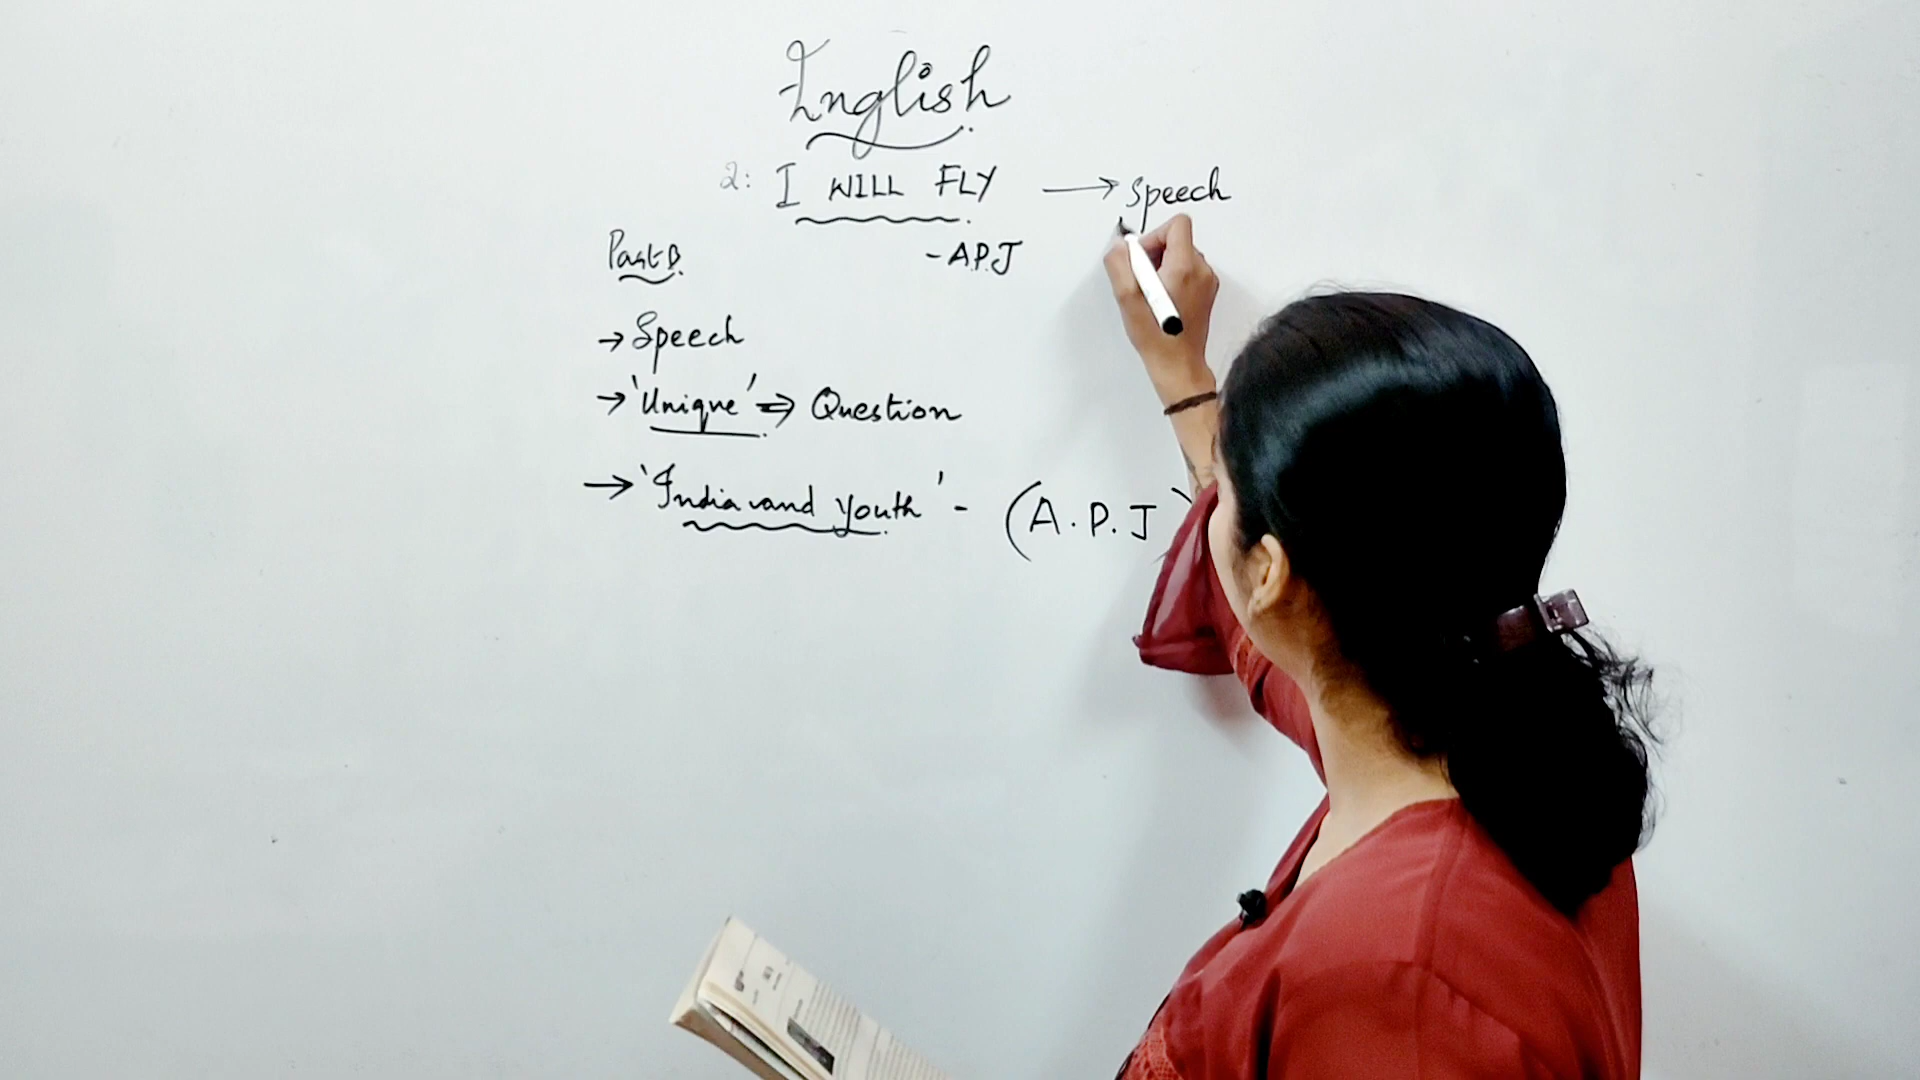 English
2: I WILL FLY → Speech
- A.P.J
Part B
→ Speech
→ 'Unique' ⇒ Question
→ 'India and Youth' - (A.P.J)